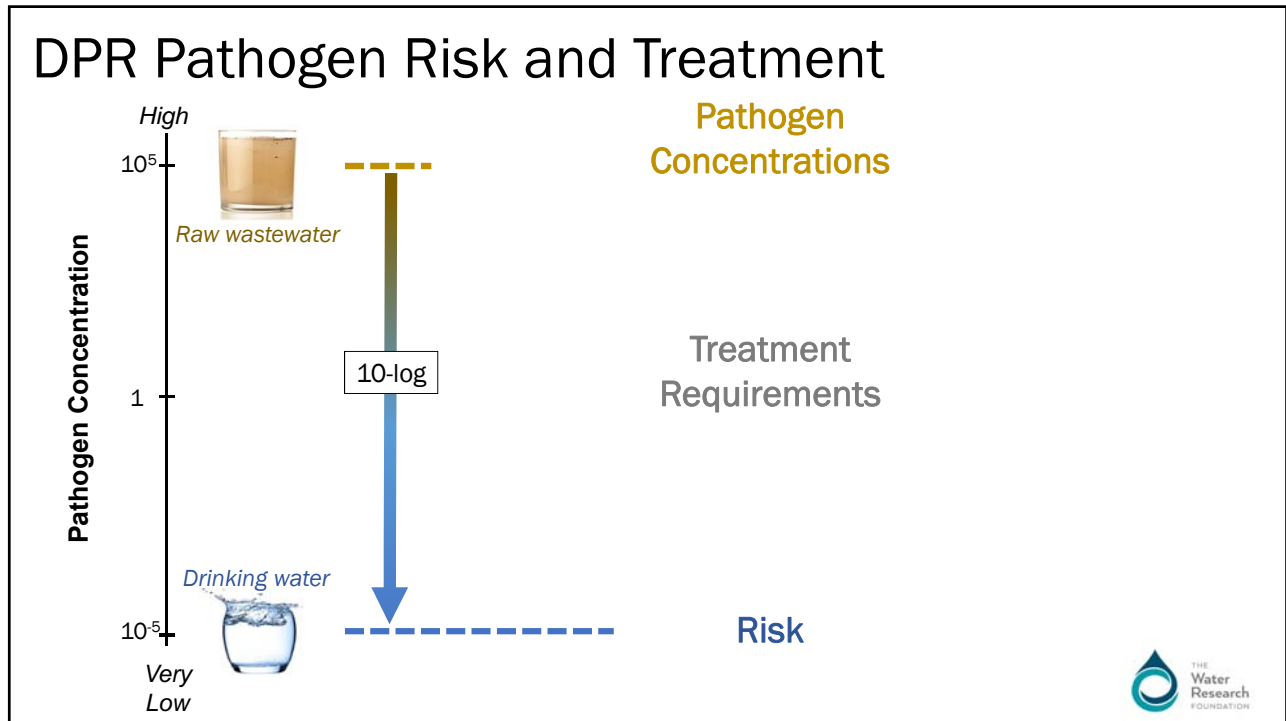 DPR Pathogen Risk and Treatment
High
10⁵
Raw wastewater
Pathogen Concentration
10-log
1
Drinking water
10⁻⁵
Very
Low
Pathogen
Concentrations
Treatment
Requirements
Risk
THE
Water
Research
FOUNDATION